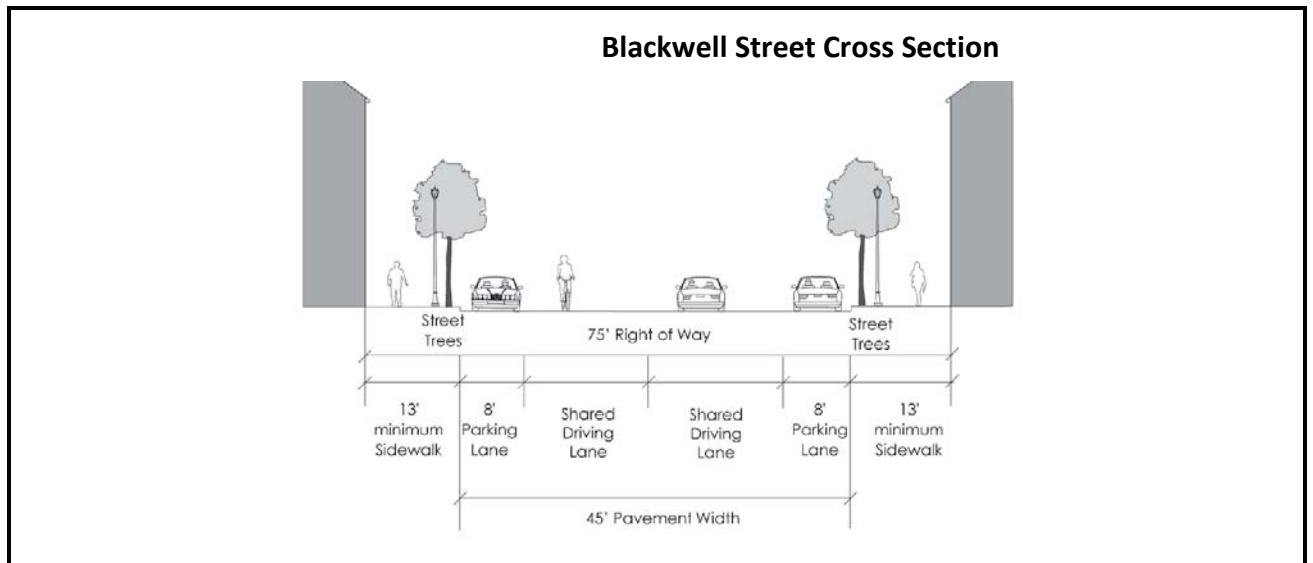 Blackwell Street Cross Section
Street
Trees
75' Right of Way
Street
Trees
13'
minimum
Sidewalk
8'
Parking
Lane
Shared
Driving
Lane
Shared
Driving
Lane
8'
Parking
Lane
13'
minimum
Sidewalk
45' Pavement Width